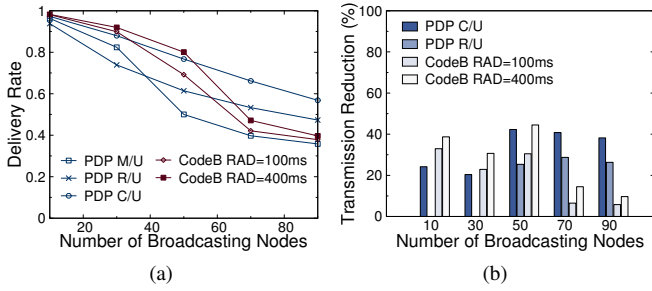 1
0.8
0.6
0.4
0.2
0
Delivery Rate
PDP M/U
PDP R/U
PDP C/U
CodeB RAD=100ms
CodeB RAD=400ms
20 40 60 80
Number of Broadcasting Nodes
(a)
100
80
60
40
20
0
Transmission Reduction (%)
PDP C/U
PDP R/U
CodeB RAD=100ms
CodeB RAD=400ms
10 30 50 70 90
Number of Broadcasting Nodes
(b)